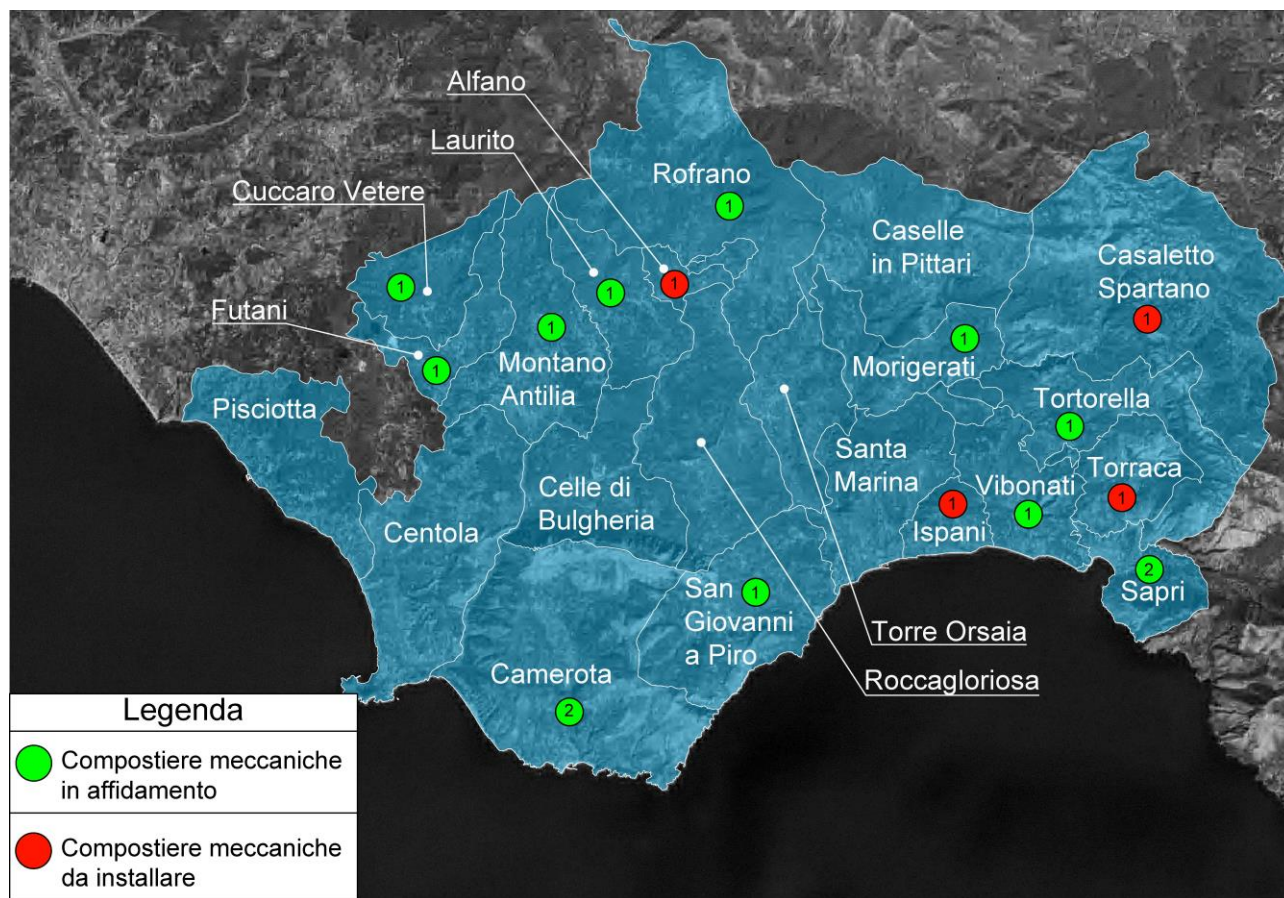 Alfano
Laurito
Cuccaro Vetere
Rofrano
1
Caselle
in Pittari
Casaletto
Spartano
1
1
1
1
Futani
1
1
Montano
Antilia
1
Morigerati
Pisciotta
Tortorella
1
Santa
Marina
Vibonati
1
Torraca
1
1
Ispani
Celle di
Bulgheria
Centola
San
Giovanni
a Piro
1
2
Sapri
Torre Orsaia
Roccagloriosa
Camerota
2
Legenda
Compostiere meccaniche
in affidamento
Compostiere meccaniche
da installare